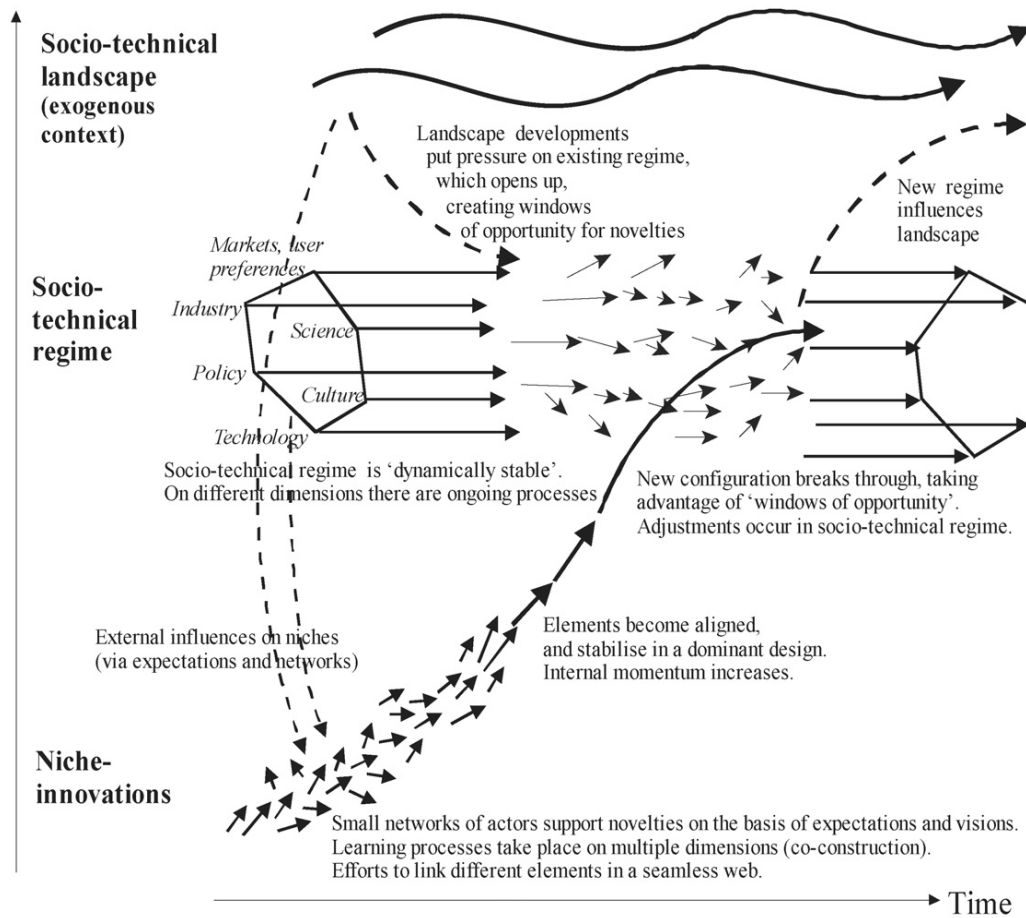 Socio-technical
landscape
(exogenous
context)
Landscape developments
put pressure on existing regime,
which opens up,
creating windows
of opportunity for novelties
New regime
influences
landscape
Markets, user
preferences
Socio-
technical
regime
Industry
Science
Policy
Culture
Technology
Socio-technical regime is ‘dynamically stable’.
On different dimensions there are ongoing processes
New configuration breaks through, taking
advantage of ‘windows of opportunity’.
Adjustments occur in socio-technical regime.
External influences on niches
(via expectations and networks)
Elements become aligned,
and stabilise in a dominant design.
Internal momentum increases.
Niche-
innovations
Small networks of actors support novelties on the basis of expectations and visions.
Learning processes take place on multiple dimensions (co-construction).
Efforts to link different elements in a seamless web.
Time